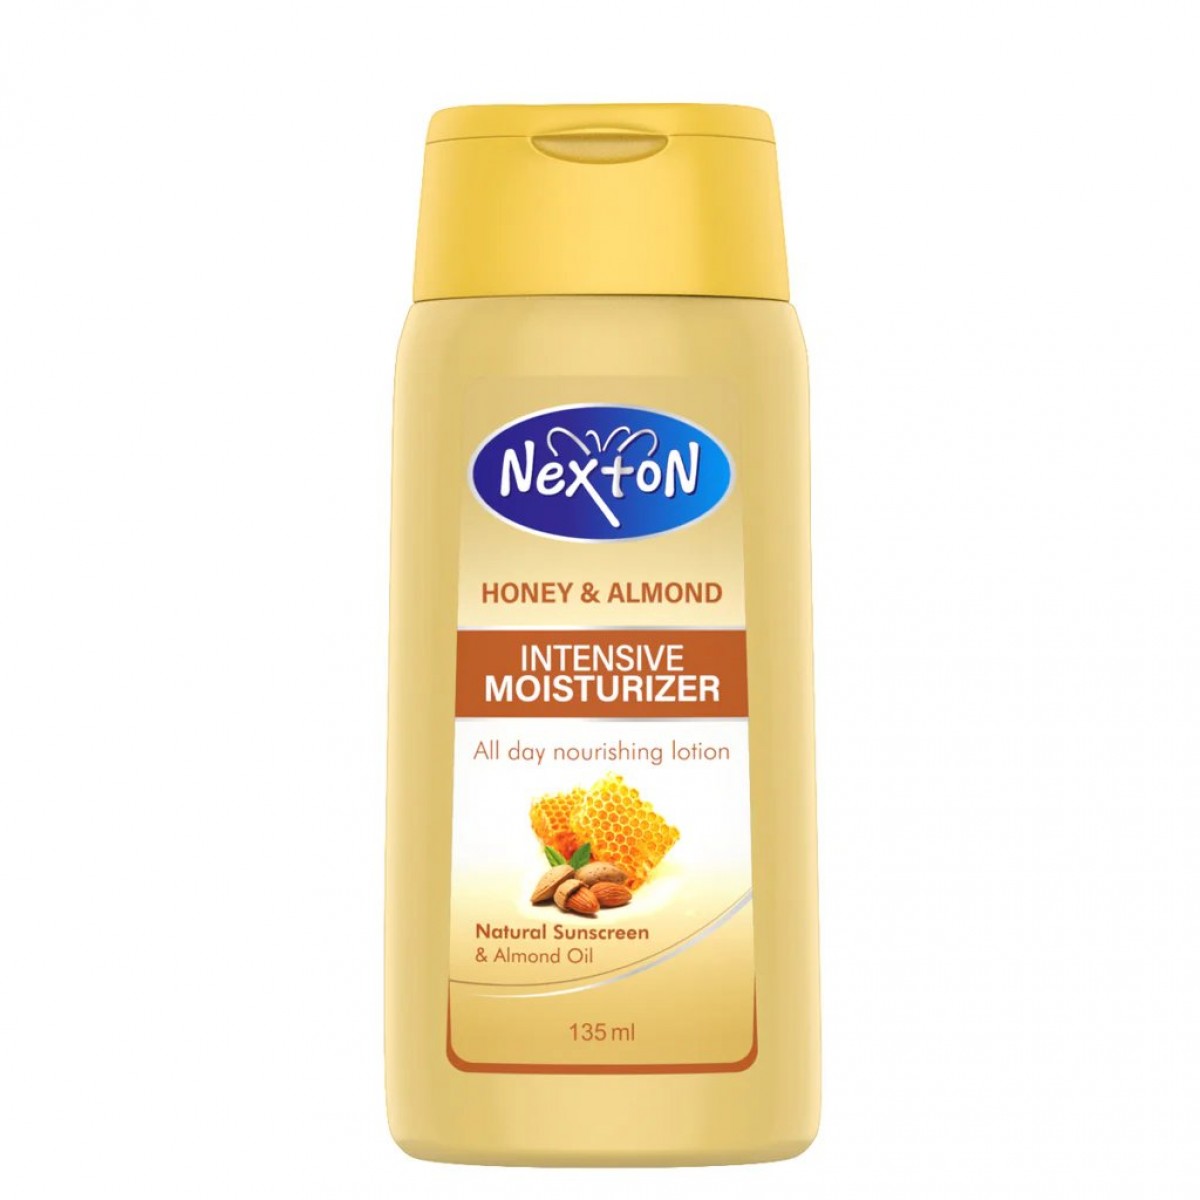 NextoN
HONEY & ALMOND
INTENSIVE
MOISTURIZER
All day nourishing lotion
Natural Sunscreen
& Almond Oil
135 ml